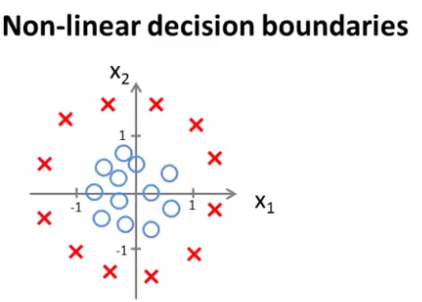 Non-linear decision boundaries
x₂
1
-1
1
x₁
-1